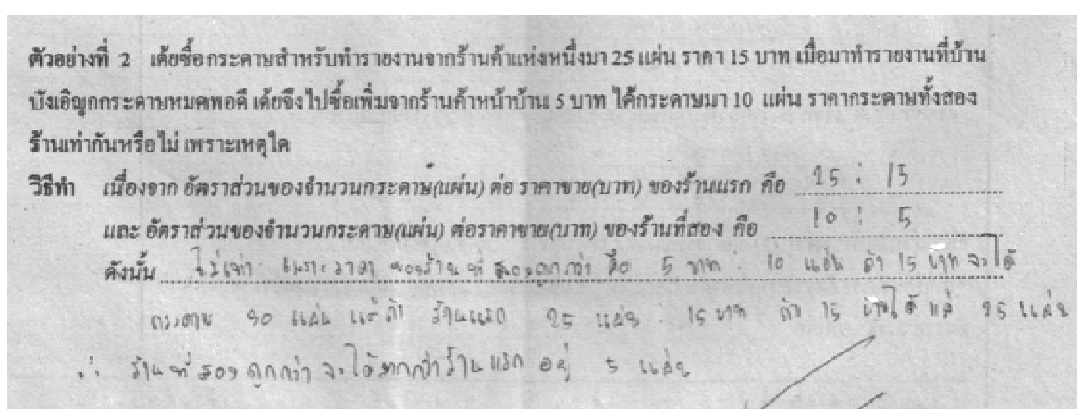 ตัวอย่างที่ 2 เต้ยซื้อกระดาษสำหรับทำรายงานจากร้านค้าแห่งหนึ่งมา 25 แผ่น ราคา 15 บาท เมื่อมาทำรายงานที่บ้าน
บังเอิญกระดาษหมดพอดี เต้ยจึงไปซื้อเพิ่มจากร้านค้าหน้าบ้าน 5 บาท ได้กระดาษมา 10 แผ่น ราคากระดาษทั้งสอง
ร้านเท่ากันหรือไม่ เพราะเหตุใด
วิธีทำ เนื่องจาก อัตราส่วนของจำนวนกระดาษ(แผ่น) ต่อ ราคาขาย(บาท) ของร้านแรก คือ 25 : 15
และ อัตราส่วนของจำนวนกระดาษ(แผ่น) ต่อราคาขาย(บาท) ของร้านที่สอง คือ 10 : 5
ดังนั้น ไม่เท่า เพราะราคา ของร้านที่ สองถูกกว่า คือ 5 บาท : 10 แผ่น ถ้า 15 บาท จะได้
กระดาษ 30 แผ่น แต่ถ้า ร้านแรก 25 แผ่น : 15 บาท ถ้า 15 บาทได้ แค่ 25 แผ่น
∴ ร้านที่ สอง ถูกกว่า จะได้มากกว่าร้านแรก อยู่ 5 แผ่น